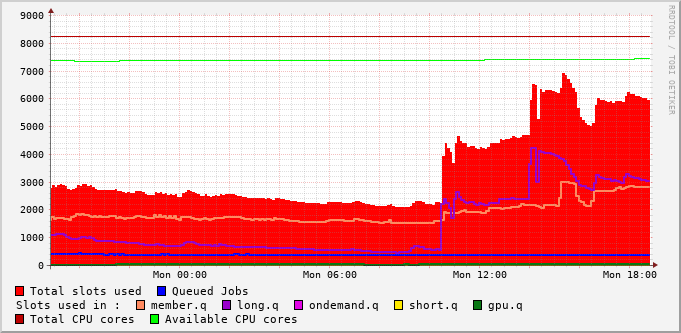 RRDTOOL / TOBI OETIKER
9000
8000
7000
6000
5000
4000
3000
2000
1000
0
Mon 00:00 Mon 06:00 Mon 12:00 Mon 18:00
Total slots used Queued Jobs
Slots used in : member.q long.q ondemand.q short.q gpu.q
Total CPU cores Available CPU cores